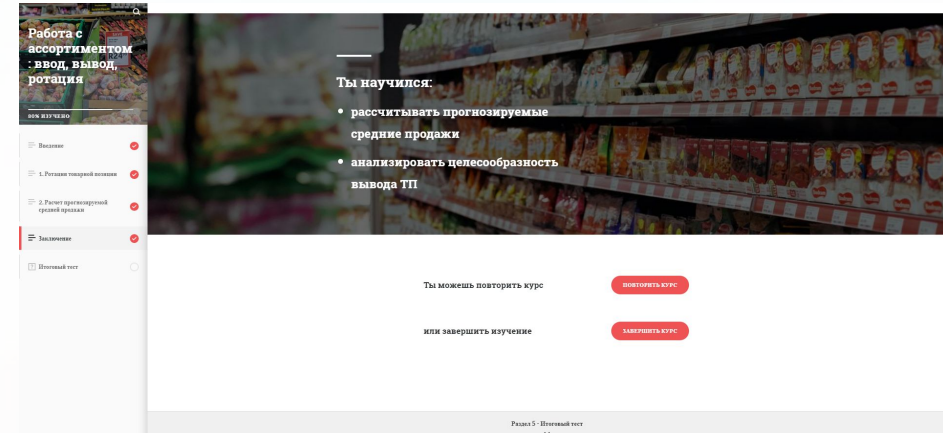 Работа с
ассортиментом
: ввод, вывод,
ротация
80% ИЗУЧЕНО
Введение
1. Ротация товарной позиции
2. Расчет прогнозируемой
средней продажи
Заключение
Итоговый тест
Ты научился:
• рассчитывать прогнозируемые
средние продажи
• анализировать целесообразность
вывода ТП
Ты можешь повторить курс
ПОВТОРИТЬ КУРС
или завершить изучение
ЗАВЕРШИТЬ КУРС
Раздел 5 - Итоговый тест